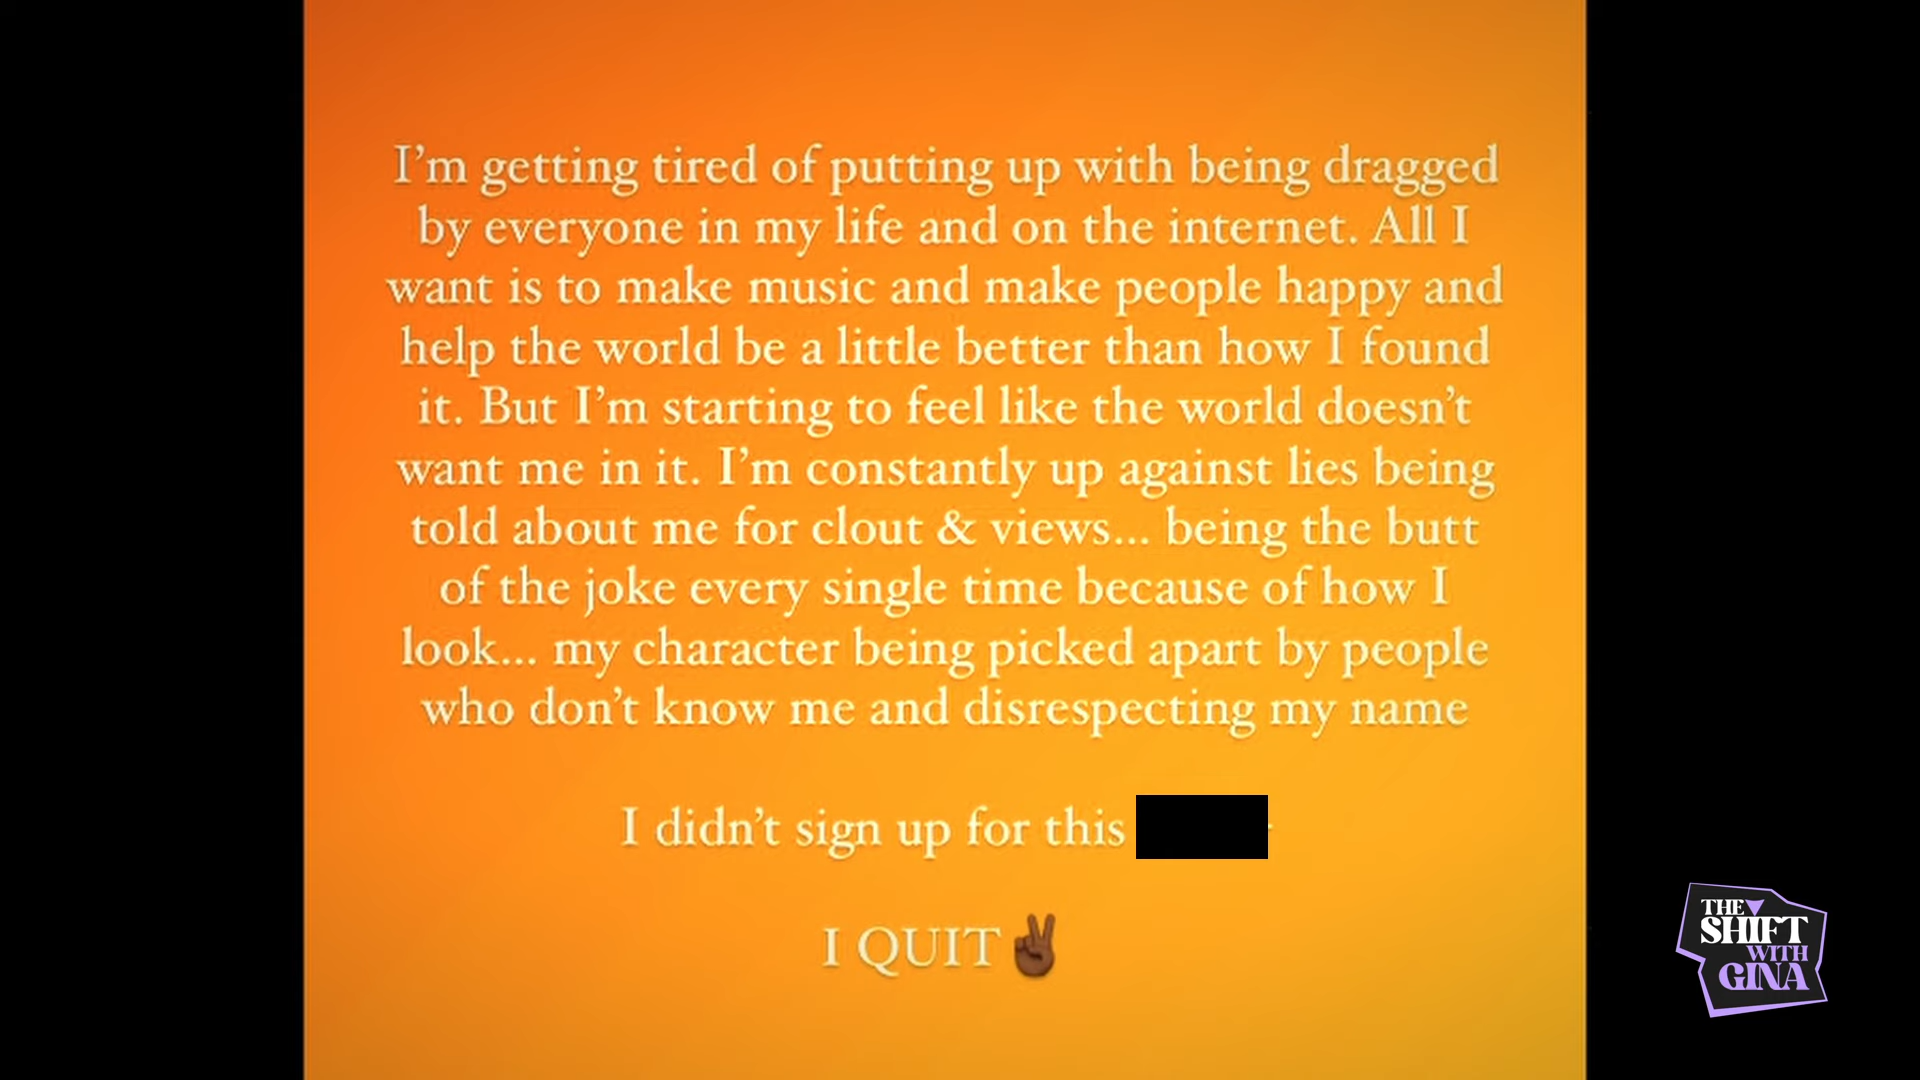 I'm getting tired of putting up with being dragged
by everyone in my life and on the internet. All I
want is to make music and make people happy and
help the world be a little better than how I found
it. But I'm starting to feel like the world doesn't
want me in it. I'm constantly up against lies being
told about me for clout & views... being the butt
of the joke every single time because of how I
look... my character being picked apart by people
who don't know me and disrespecting my name
I didn't sign up for this
I QUIT✌🏾
THE
SHIFT
WITH
GINA